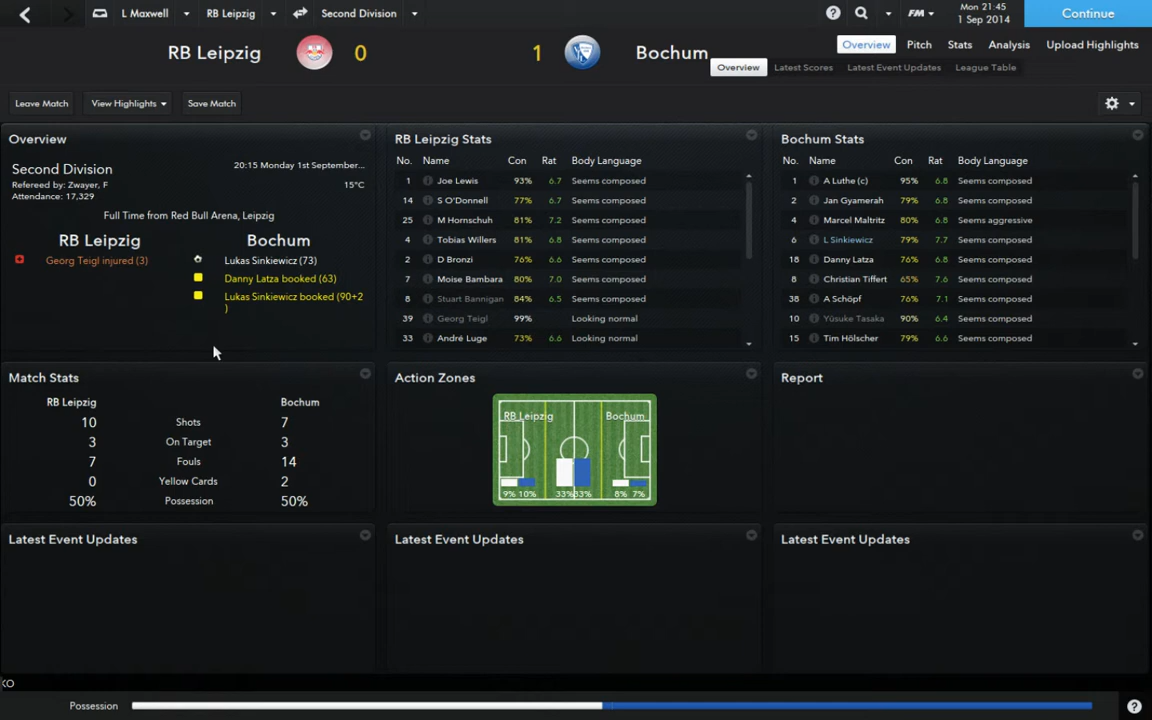 L Maxwell
RB Leipzig
Second Division
FM
Mon 21:45
1 Sep 2014
Continue
RB Leipzig 0
1 Bochum
Overview Pitch Stats Analysis Upload Highlights
Overview Latest Scores Latest Event Updates League Table
Leave Match View Highlights Save Match
Overview
Second Division 20:15 Monday 1st September...
Refereed by: Zwayer, F 15°C
Attendance: 17,329
Full Time from Red Bull Arena, Leipzig
RB Leipzig Bochum
Georg Teigl injured (3) Lukas Sinkiewicz (73)
Danny Latza booked (63)
Lukas Sinkiewicz booked (90+2
)
RB Leipzig Stats
No. Name Con Rat Body Language
1 Joe Lewis 93% 6.7 Seems composed
14 S O'Donnell 77% 6.7 Seems composed
25 M Hornschuh 81% 7.2 Seems composed
4 Tobias Willers 81% 6.8 Seems composed
2 D Bronzi 76% 6.6 Seems composed
7 Moise Bambara 80% 7.0 Seems composed
8 Stuart Bannigan 84% 6.5 Seems composed
39 Georg Teigl 99% Looking normal
33 André Luge 73% 6.6 Looking normal
Bochum Stats
No. Name Con Rat Body Language
1 A Luthe (c) 95% 6.8 Seems composed
2 Jan Gyamerah 79% 6.8 Seems composed
4 Marcel Maltritz 80% 6.8 Seems aggressive
6 L Sinkiewicz 79% 7.7 Seems composed
18 Danny Latza 76% 6.8 Seems composed
8 Christian Tiffert 65% 7.6 Seems composed
38 A Schöpf 76% 7.1 Seems composed
10 Yūsuke Tasaka 90% 6.4 Seems composed
15 Tim Hölscher 79% 6.6 Seems composed
Match Stats
RB Leipzig Bochum
10 Shots 7
3 On Target 3
7 Fouls 14
0 Yellow Cards 2
50% Possession 50%
Action Zones
RB Leipzig Bochum
9% 10% 33% 33% 8% 7%
Report
Latest Event Updates
Latest Event Updates
Latest Event Updates
KO
Possession